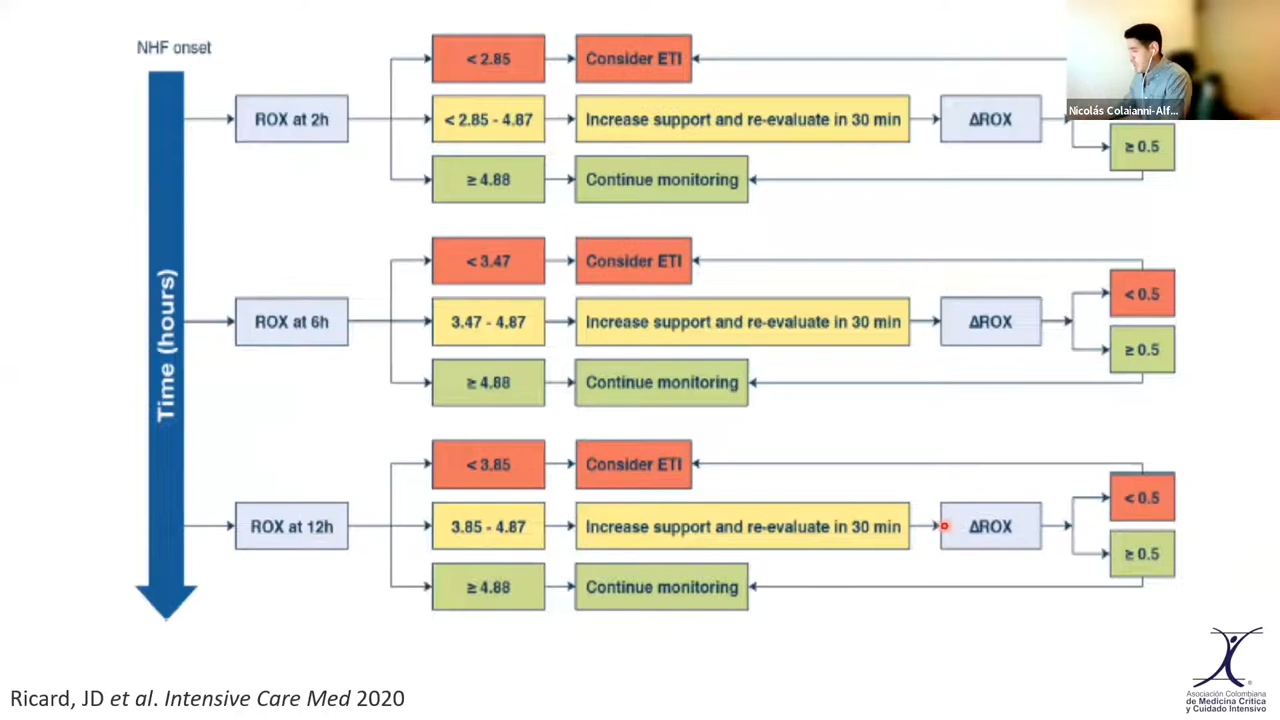 NHF onset
Time (hours)
ROX at 2h
< 2.85
Consider ETI
< 2.85 - 4.87
Increase support and re-evaluate in 30 min
ΔROX
≥ 0.5
≥ 4.88
Continue monitoring
Nicolás Colaianni-Alf...
ROX at 6h
< 3.47
Consider ETI
3.47 - 4.87
Increase support and re-evaluate in 30 min
ΔROX
< 0.5
≥ 0.5
≥ 4.88
Continue monitoring
ROX at 12h
< 3.85
Consider ETI
3.85 - 4.87
Increase support and re-evaluate in 30 min
ΔROX
< 0.5
≥ 0.5
≥ 4.88
Continue monitoring
Ricard, JD et al. Intensive Care Med 2020
Asociación Colombiana
de Medicina Crítica
y Cuidado Intensivo